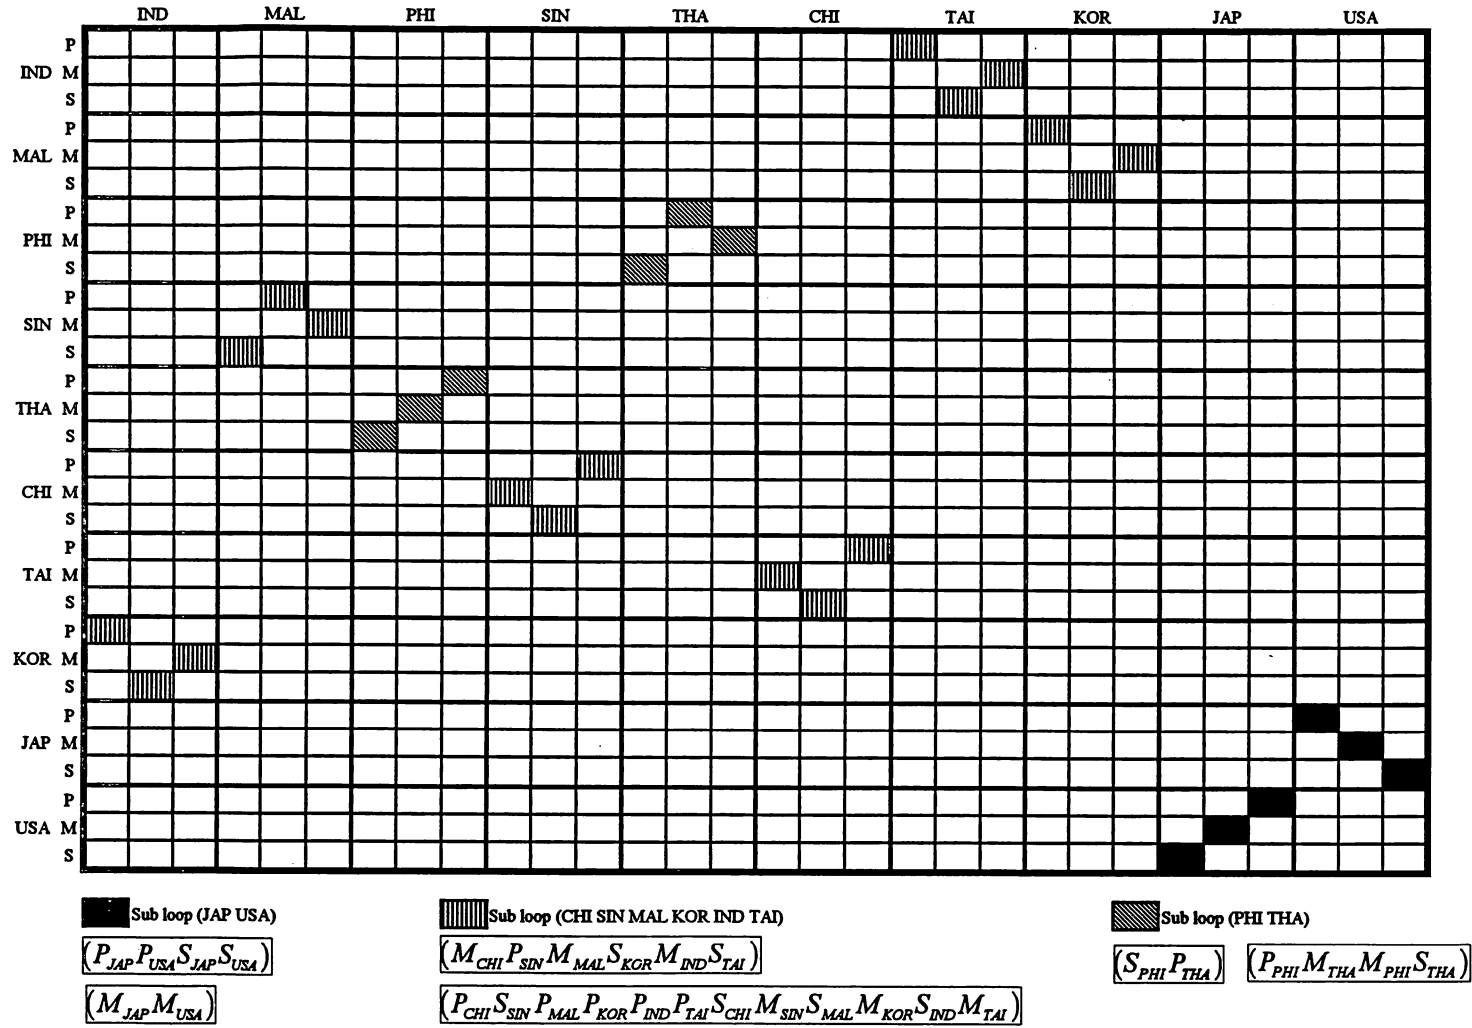 IND MAL PHI SIN THA CHI TAI KOR JAP USA
P
IND M
S
P
MAL M
S
P
PHI M
S
P
SIN M
S
P
THA M
S
P
CHI M
S
P
TAI M
S
P
KOR M
S
P
JAP M
S
P
USA M
S
Sub loop (JAP USA) Sub loop (CHI SIN MAL KOR IND TAI) Sub loop (PHI THA)
(P_JAP P_USA S_JAP S_USA) (M_CHI P_SIN M_MAL S_KOR M_IND S_TAI) (S_PHI P_THA) (P_PHI M_THA M_PHI S_THA)
(M_JAP M_USA) (P_CHI S_SIN P_MAL P_KOR P_IND P_TAI S_CHI M_SIN S_MAL M_KOR S_IND M_TAI)